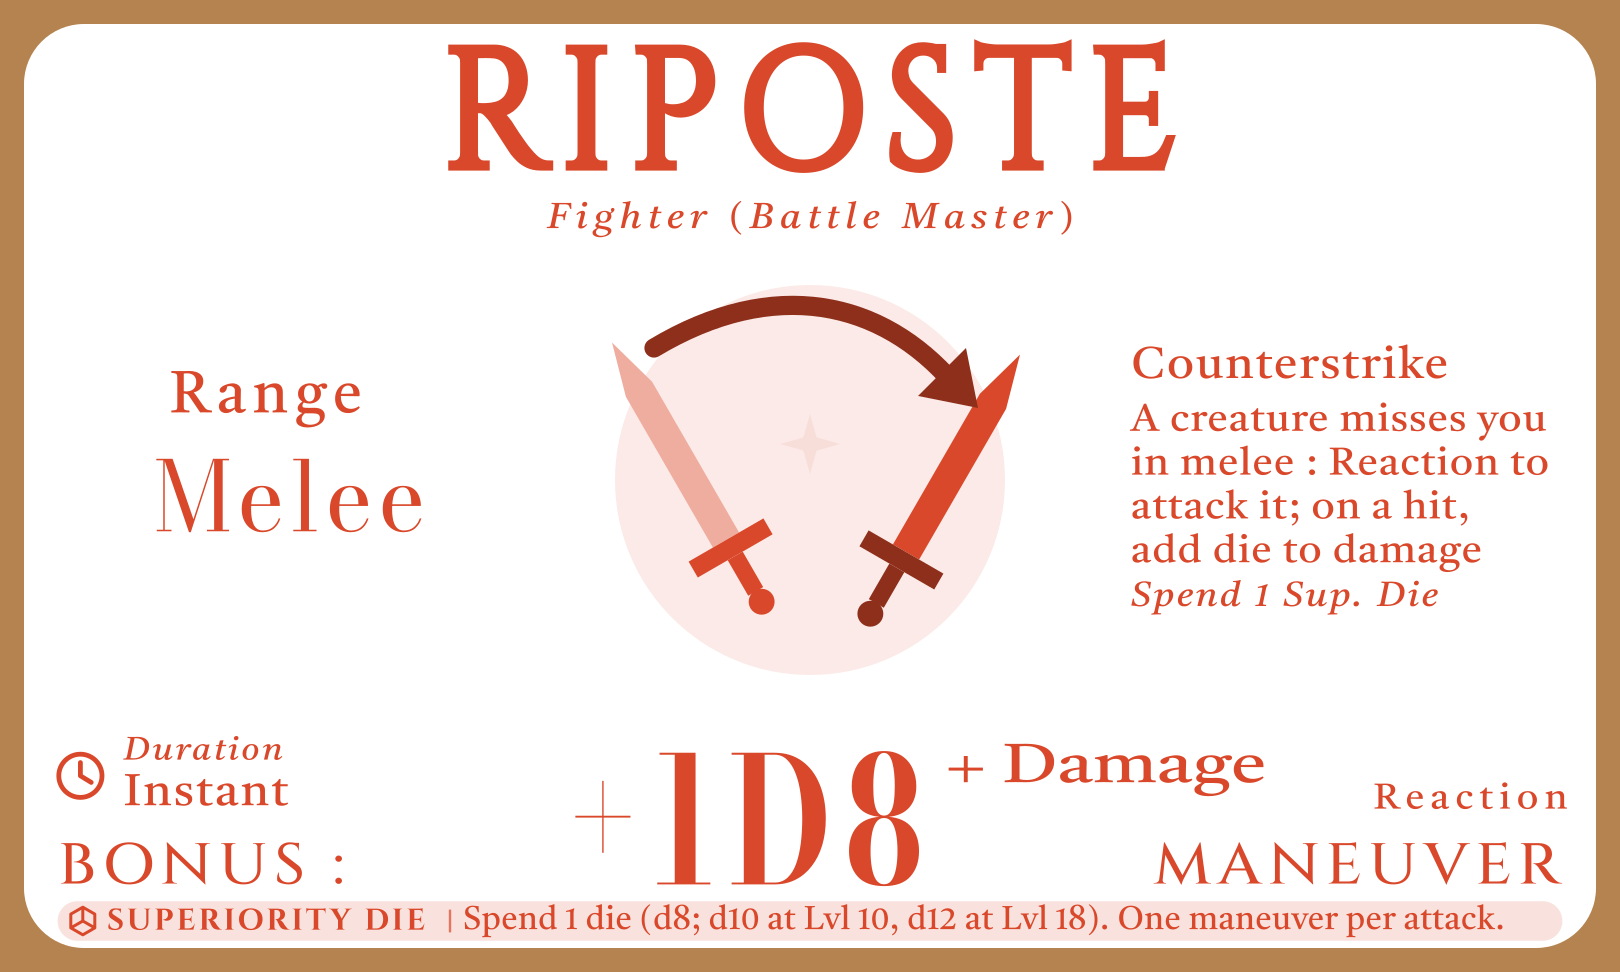 RIPOSTE
Fighter (Battle Master)
Range
Melee
Counterstrike
A creature misses you
in melee : Reaction to
attack it; on a hit,
add die to damage
Spend 1 Sup. Die
Duration
Instant
BONUS :
+ 1D8 + Damage
Reaction
MANEUVER
SUPERIORITY DIE | Spend 1 die (d8; d10 at Lvl 10, d12 at Lvl 18). One maneuver per attack.